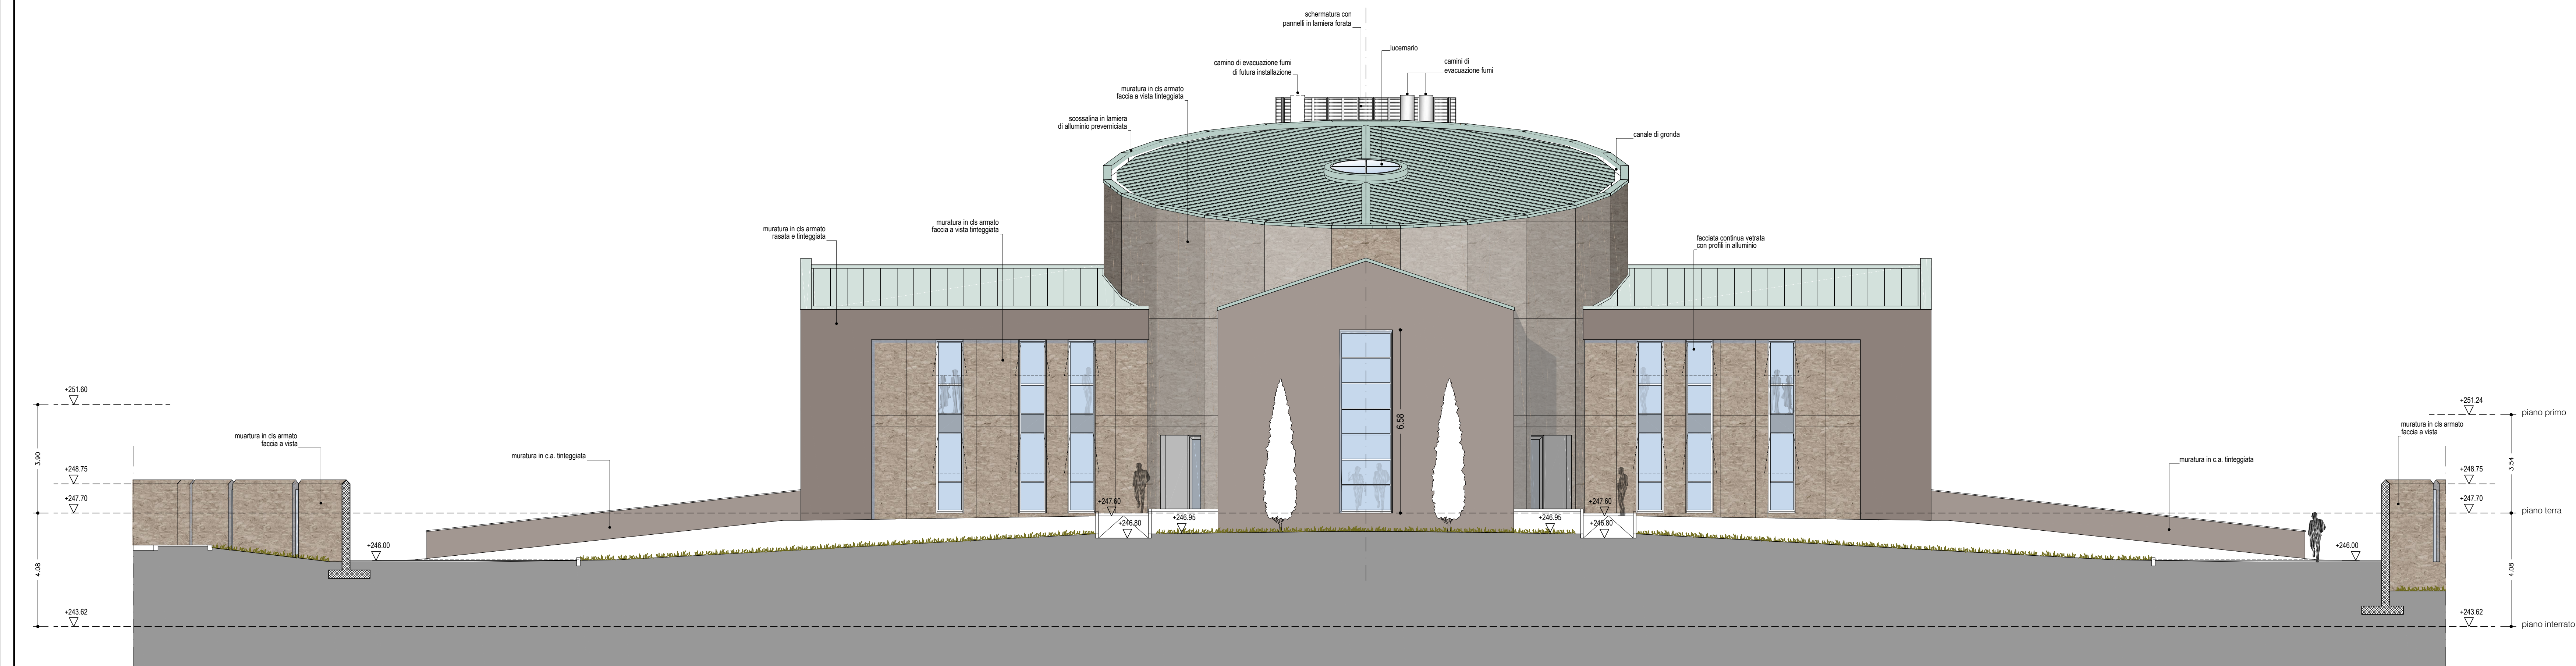 schermatura con
pannelli in lamiera forata
lucernario
camino di evacuazione fumi
di futura installazione
camini di
evacuazione fumi
muratura in cls armato
faccia a vista tinteggiata
scossalina in lamiera
di alluminio preverniciata
canale di gronda
muratura in cls armato
rasata e tinteggiata
muratura in cls armato
faccia a vista tinteggiata
facciata continua vetrata
con profili in alluminio
+251.60
+251.24
piano primo
6.58
muartura in cls armato
faccia a vista
muratura in cls armato
faccia a vista
muratura in c.a. tinteggiata
muratura in c.a. tinteggiata
3.90
3.54
+248.75
+248.75
+247.70
+247.60
+247.60
+247.70
piano terra
+246.80
+246.95
+246.95
+246.80
+246.00
+246.00
4.08
4.08
+243.62
+243.62
piano interrato